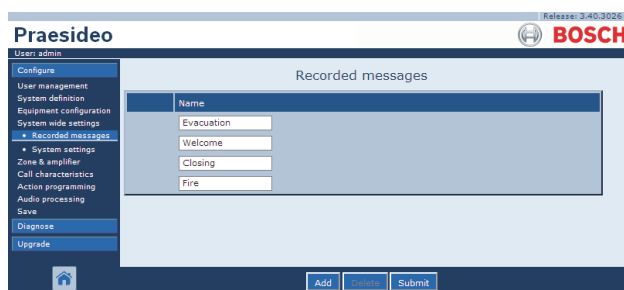 Release: 3.40.3026
Praesideo
BOSCH
User: admin
Configure
User management
System definition
Equipment configuration
System wide settings
• Recorded messages
• System settings
Zone & amplifier
Call characteristics
Action programming
Audio processing
Save
Diagnose
Upgrade
Recorded messages
Name
Evacuation
Welcome
Closing
Fire
Add Delete Submit